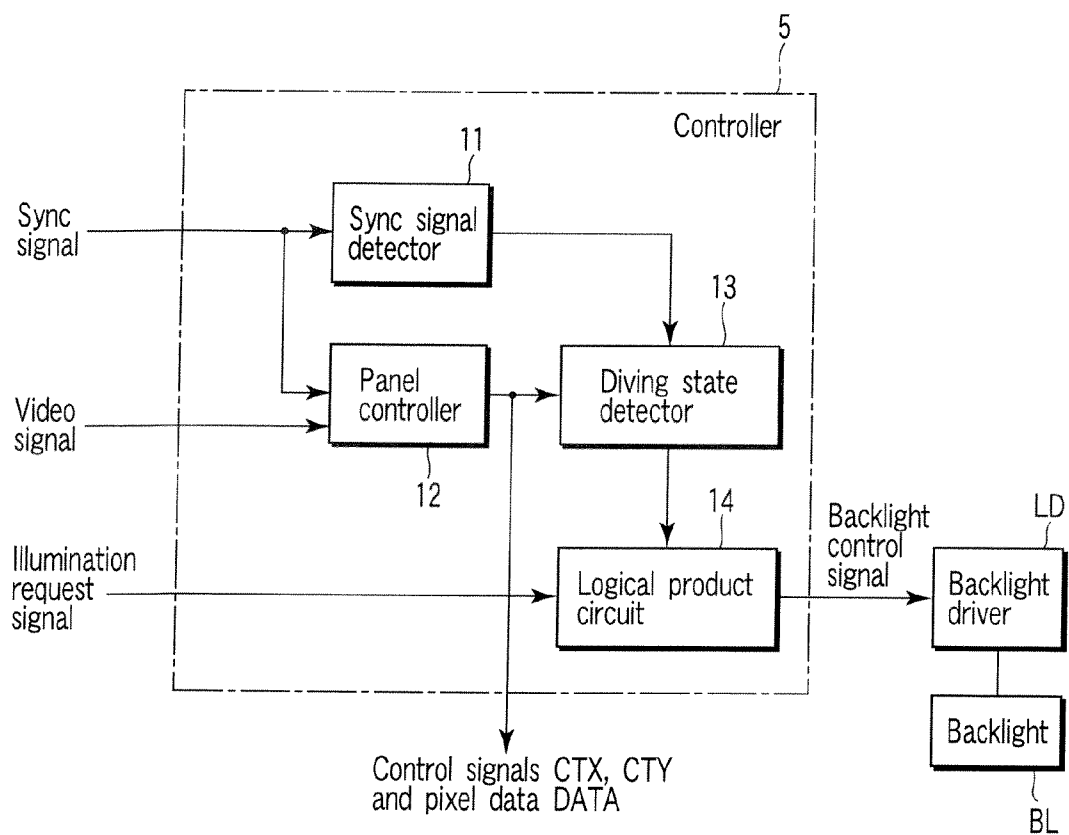 5
Controller
11
Sync signal
detector
Sync
signal
13
Diving state
detector
Panel
controller
Video
signal
12
14
LD
Backlight
control
signal
Illumination
request
signal
Logical product
circuit
Backlight
driver
Backlight
BL
Control signals CTX, CTY
and pixel data DATA